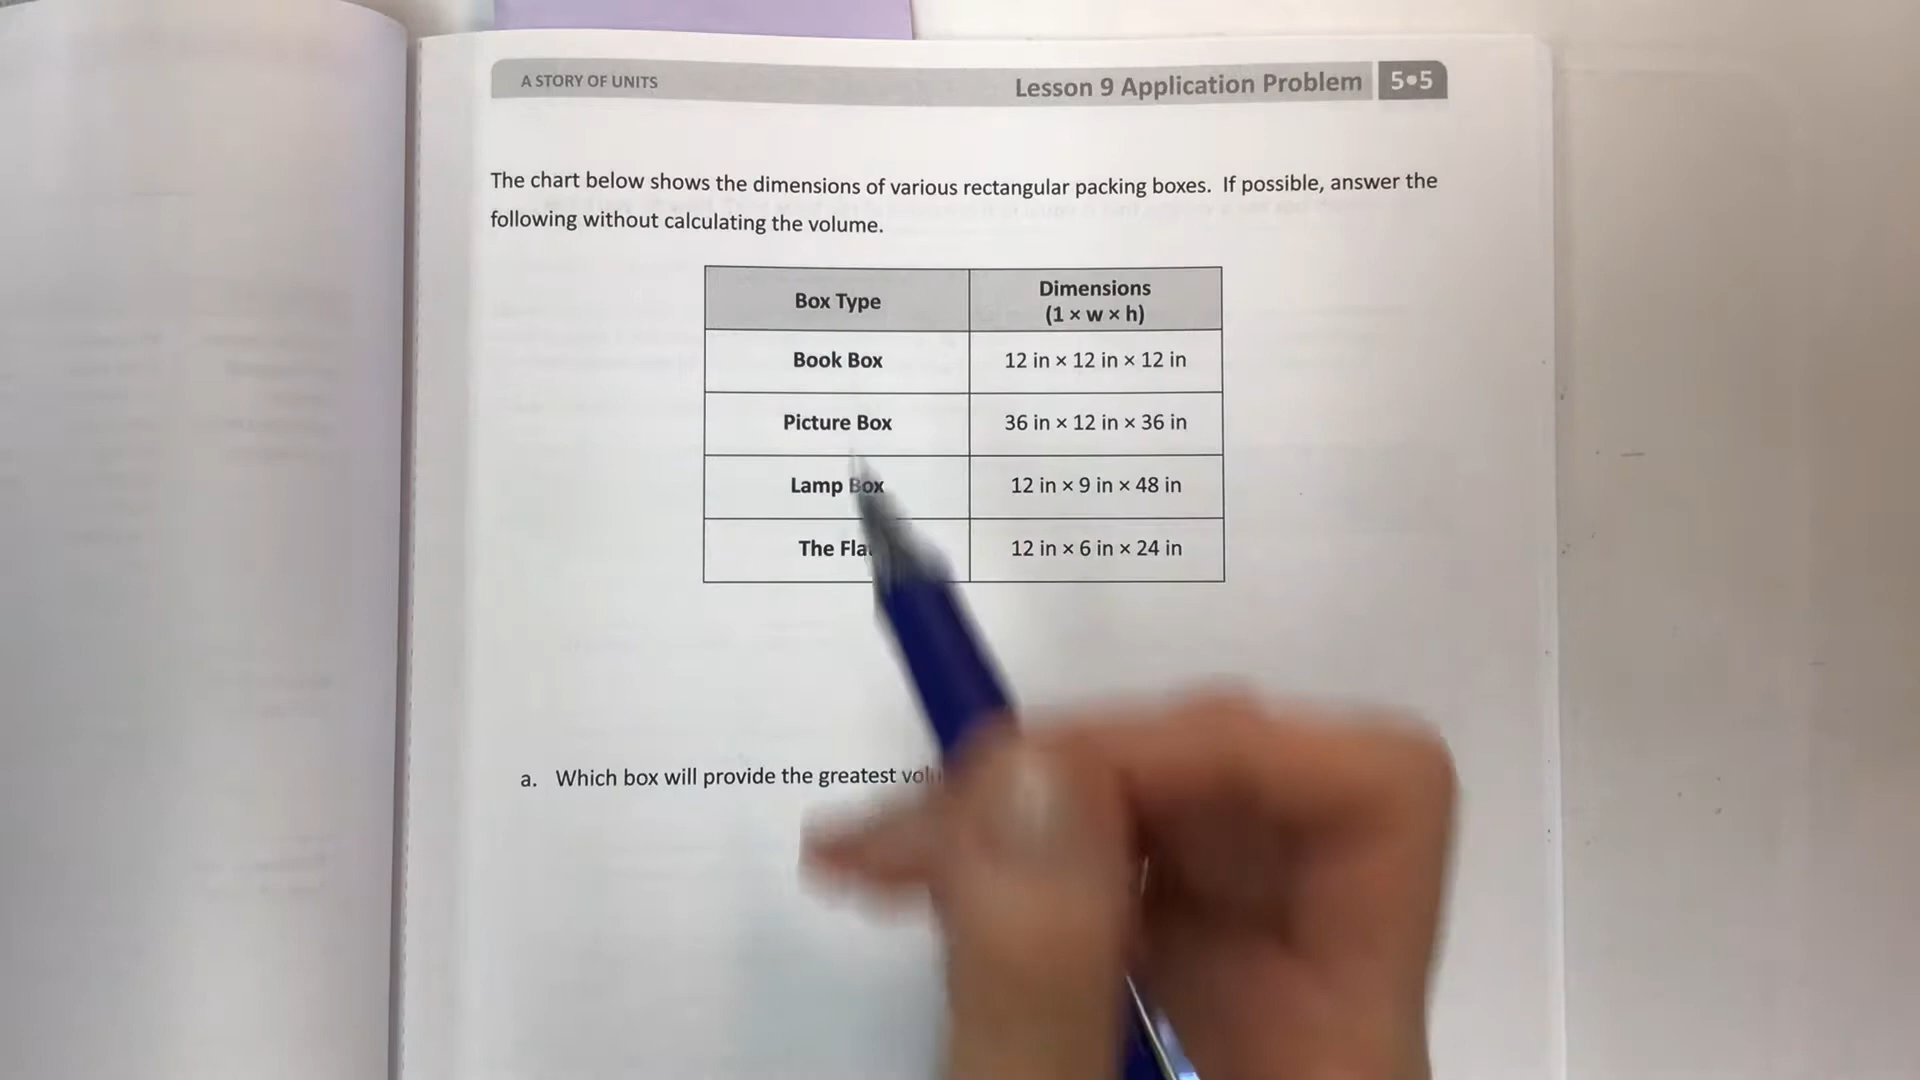 A STORY OF UNITS
Lesson 9 Application Problem 5•5
The chart below shows the dimensions of various rectangular packing boxes. If possible, answer the
following without calculating the volume.
Box Type
Dimensions
(1 × w × h)
Book Box
12 in × 12 in × 12 in
Picture Box
36 in × 12 in × 36 in
Lamp Box
12 in × 9 in × 48 in
The
12 in × 6 in × 24 in
a. Which box will provide the greatest